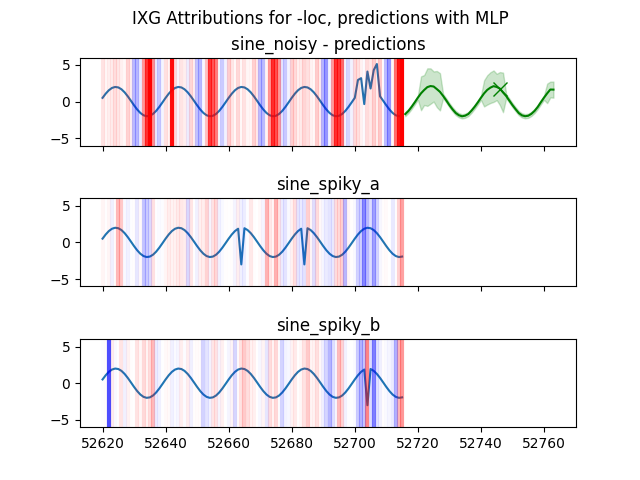 IXG Attributions for -loc, predictions with MLP
sine_noisy - predictions
5
0
−5
sine_spiky_a
5
0
−5
sine_spiky_b
5
0
−5
52620 52640 52660 52680 52700 52720 52740 52760